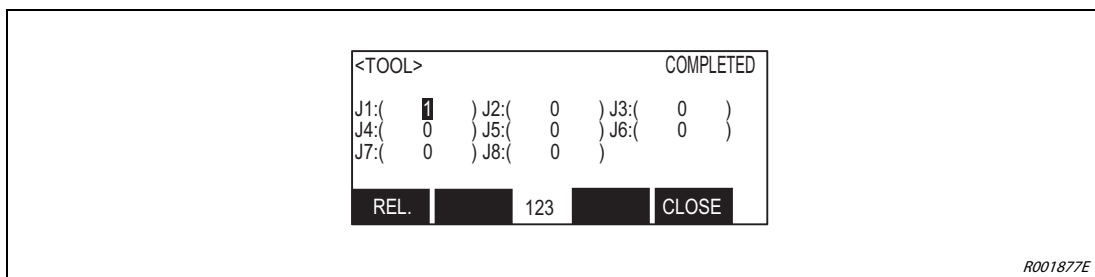 <TOOL> COMPLETED
J1:( 1 ) J2:( 0 ) J3:( 0 )
J4:( 0 ) J5:( 0 ) J6:( 0 )
J7:( 0 ) J8:( 0 )
REL. 123 CLOSE
R001877E